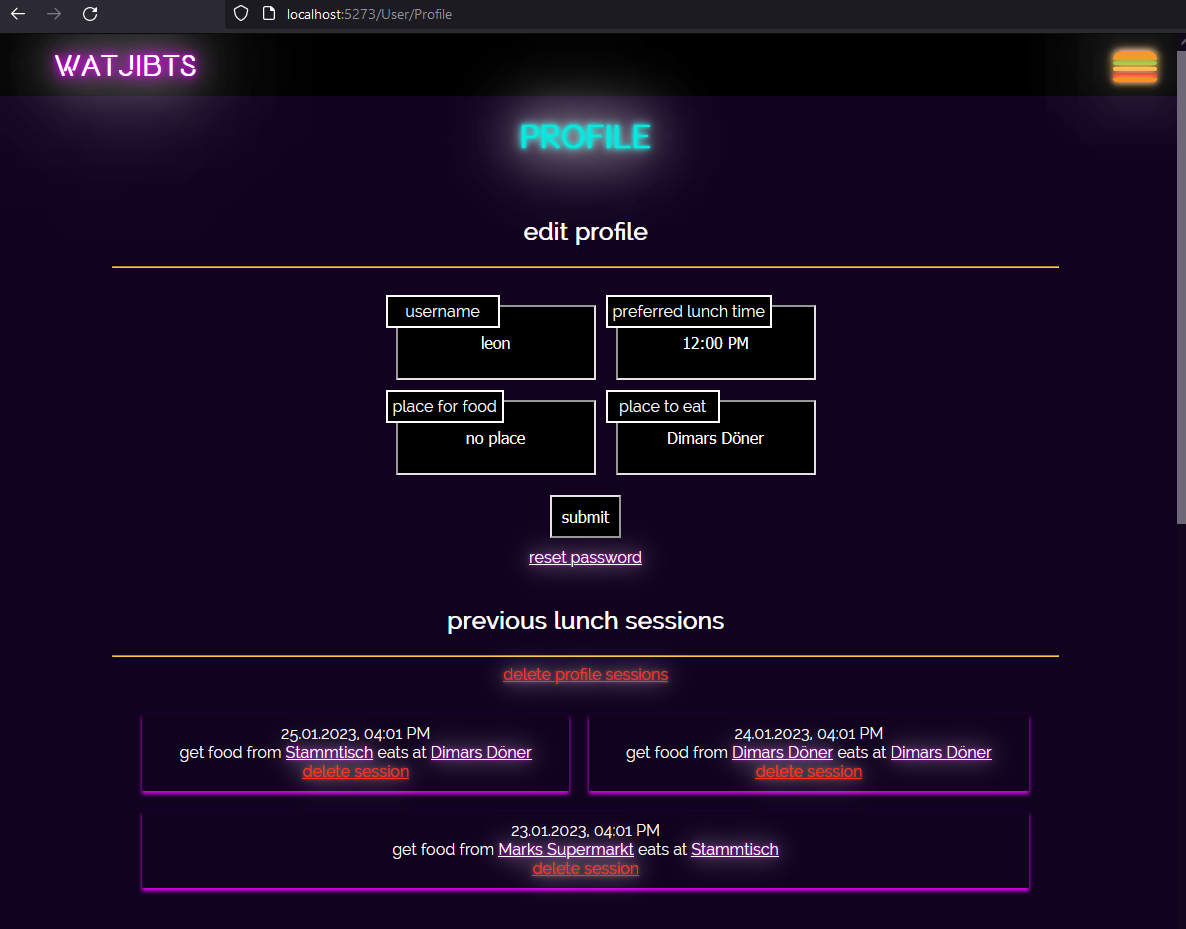 localhost:5273/User/Profile
WATJIBTS
PROFILE
edit profile
username
preferred lunch time
leon
12:00 PM
place for food
place to eat
no place
Dimars Döner
submit
reset password
previous lunch sessions
delete profile sessions
25.01.2023, 04:01 PM
get food from Stammtisch eats at Dimars Döner
delete session
24.01.2023, 04:01 PM
get food from Dimars Döner eats at Dimars Döner
delete session
23.01.2023, 04:01 PM
get food from Marks Supermarkt eats at Stammtisch
delete session